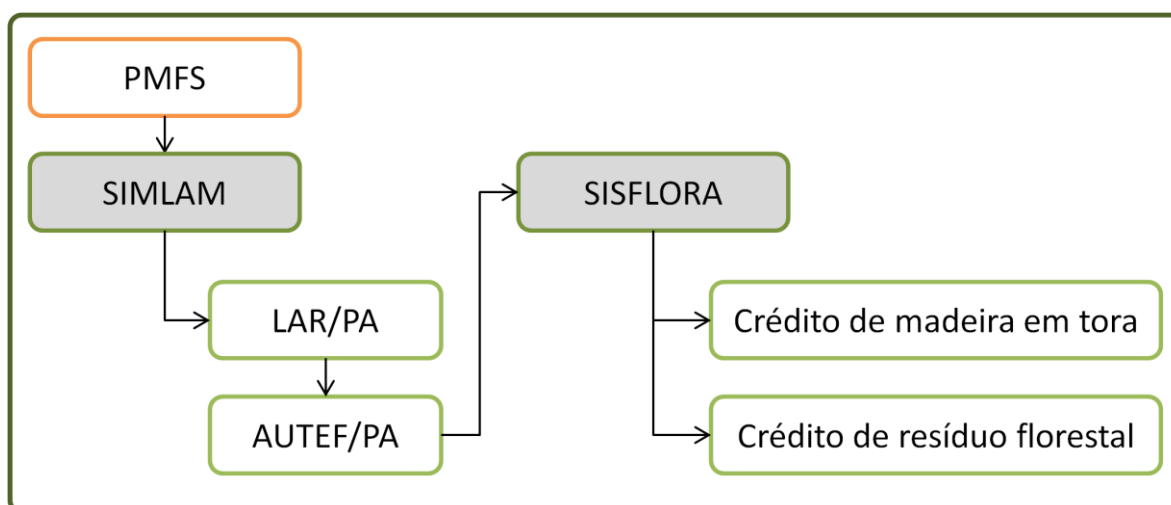 PMFS
SIMLAM
SISFLORA
LAR/PA
AUTEF/PA
Crédito de madeira em tora
Crédito de resíduo florestal